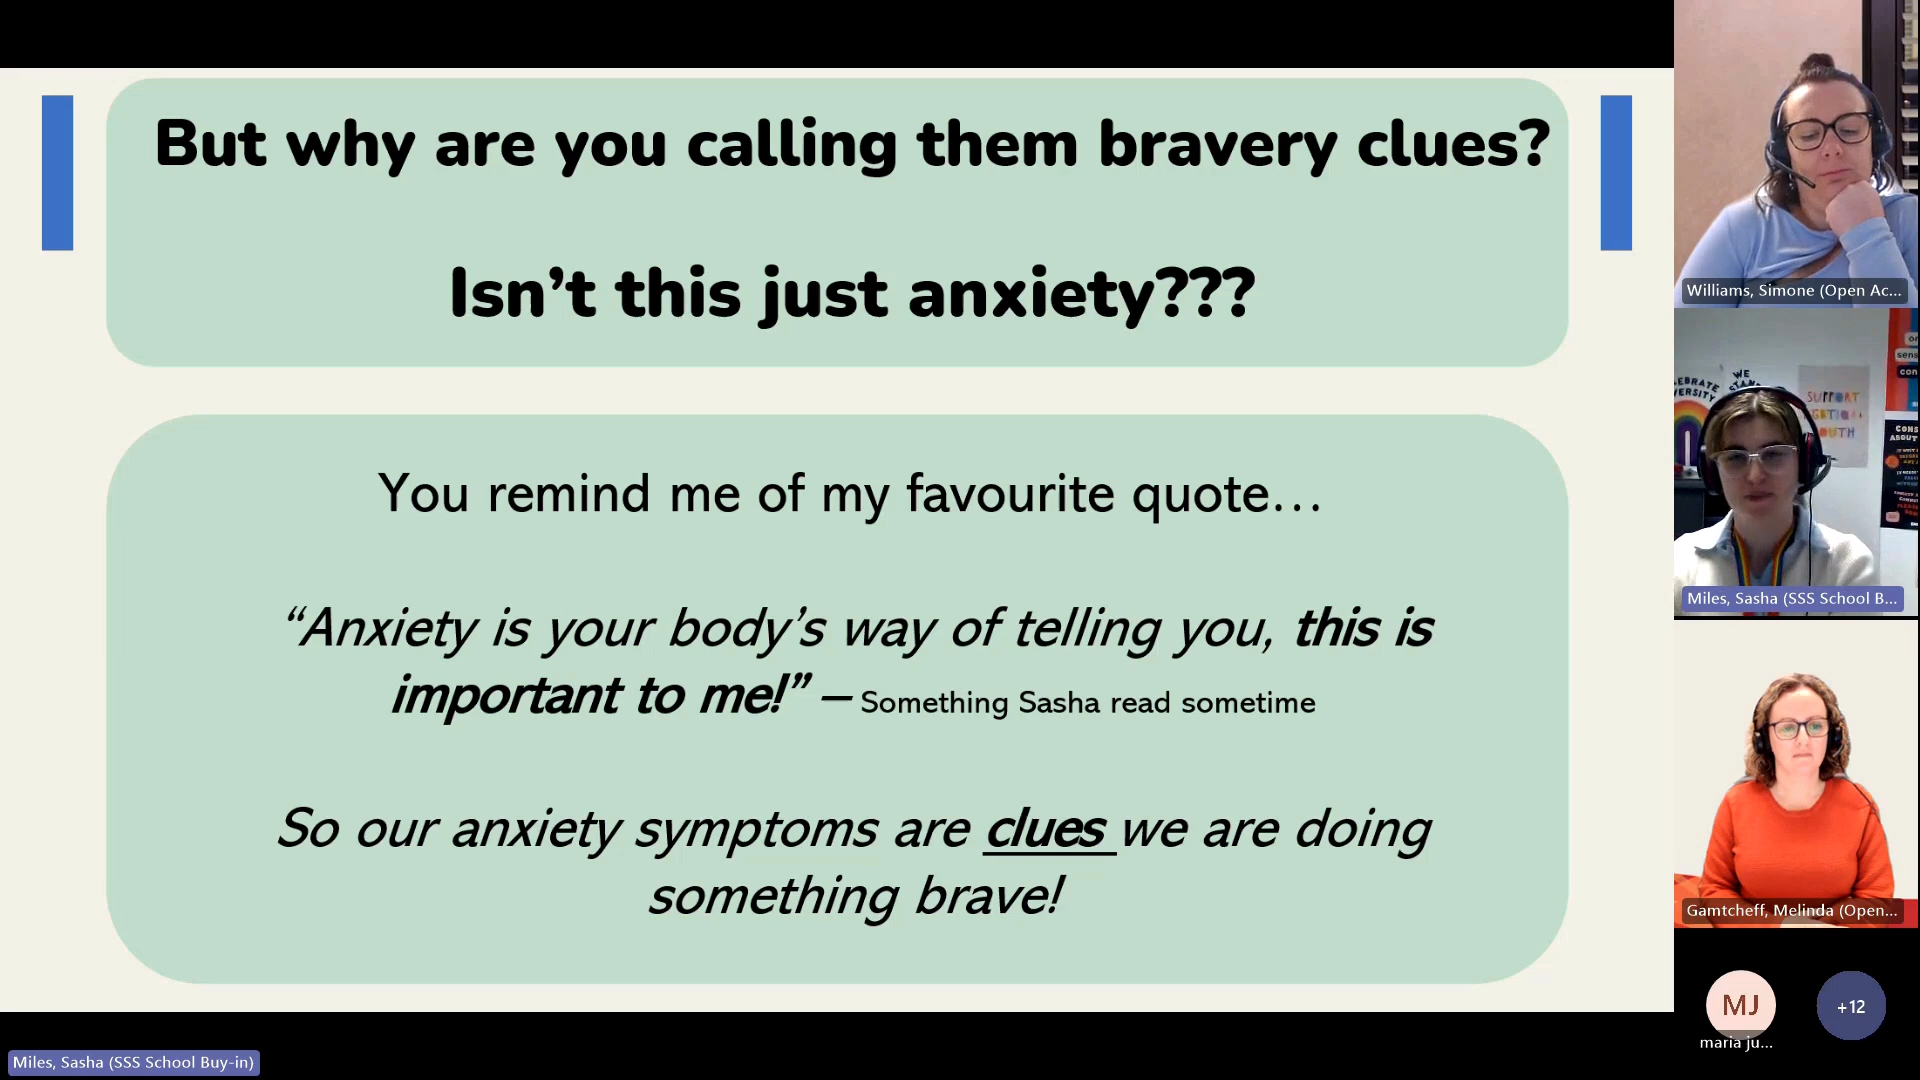 But why are you calling them bravery clues?
Isn’t this just anxiety???
You remind me of my favourite quote…
“Anxiety is your body’s way of telling you, this is
important to me!” – Something Sasha read sometime
So our anxiety symptoms are clues we are doing
something brave!
Miles, Sasha (SSS School Buy-in)
Williams, Simone (Open Ac...
WE
SUPPORT
YOUTH
Miles, Sasha (SSS School B...
Gamtcheff, Melinda (Open...
MJ
+12
maria ju...